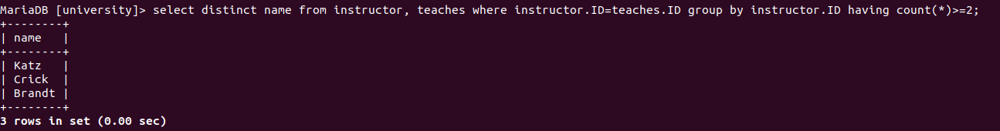 MariaDB [university]> select distinct name from instructor, teaches where instructor.ID=teaches.ID group by instructor.ID having count(*)>=2;
+--------+
| name   |
+--------+
| Katz   |
| Crick  |
| Brandt |
+--------+
3 rows in set (0.00 sec)